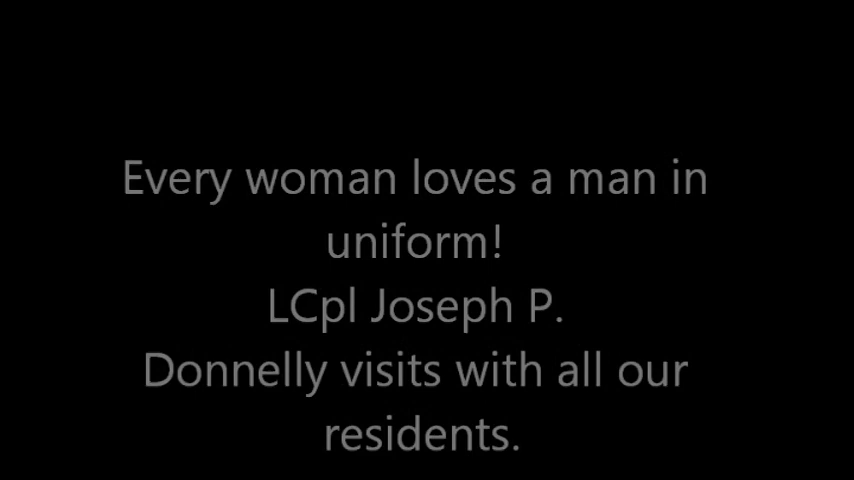 Every woman loves a man in
uniform!
LCpl Joseph P.
Donnelly visits with all our
residents.